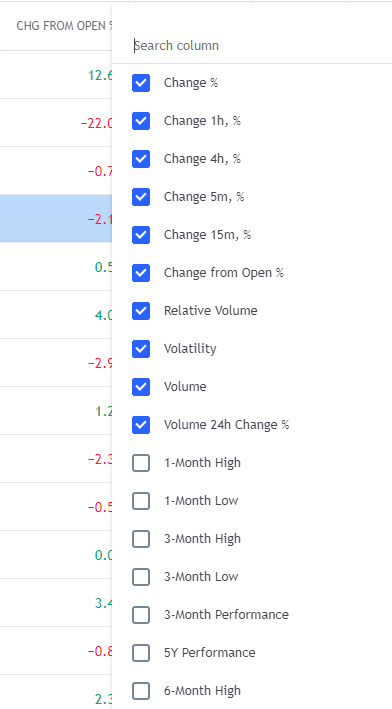 CHG FROM OPEN %
Search column
12.6
Change %
−22.0
Change 1h, %
−0.7
Change 4h, %
−2.1
Change 5m, %
Change 15m, %
0.5
Change from Open %
4.0
Relative Volume
−2.9
Volatility
Volume
1.2
Volume 24h Change %
−2.3
1-Month High
−0.5
1-Month Low
3-Month High
0.0
3-Month Low
3.4
3-Month Performance
−0.8
5Y Performance
2.3
6-Month High